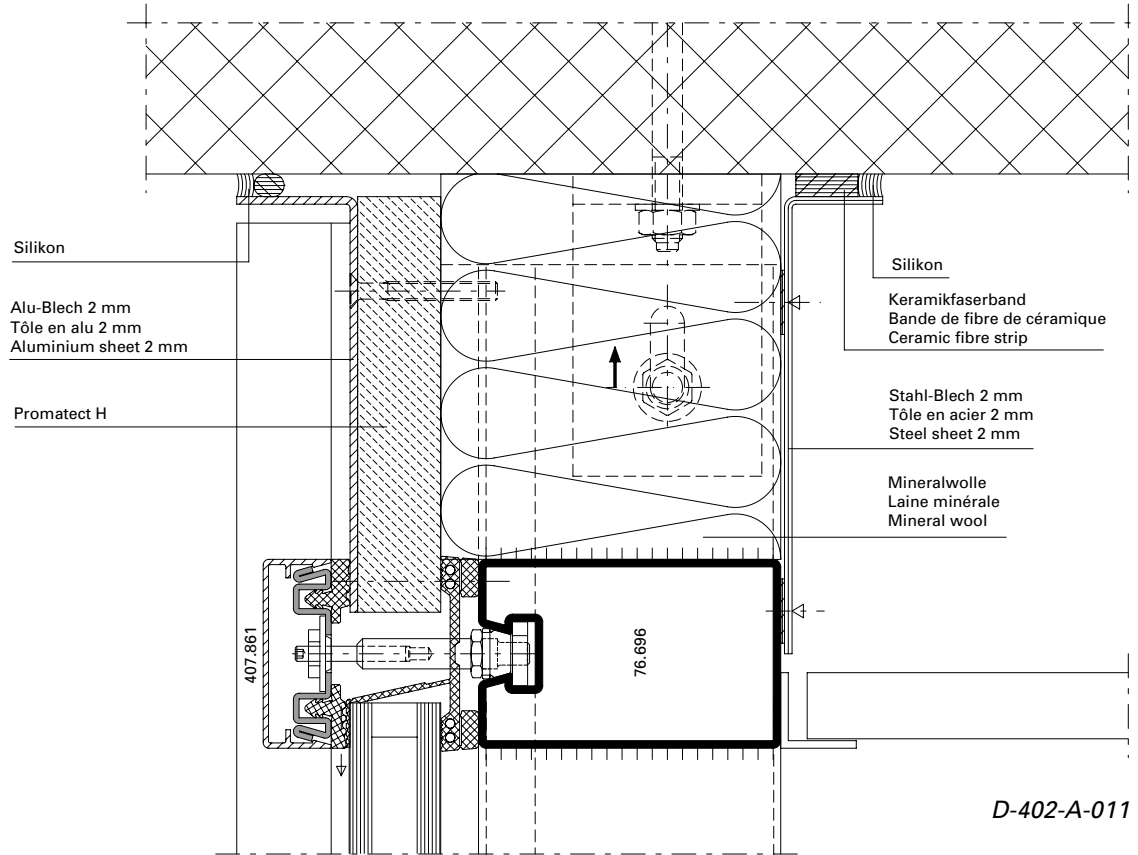 Silikon
Alu-Blech 2 mm
Tôle en alu 2 mm
Aluminium sheet 2 mm
Promatect H
Silikon
Keramikfaserband
Bande de fibre de céramique
Ceramic fibre strip
Stahl-Blech 2 mm
Tôle en acier 2 mm
Steel sheet 2 mm
Mineralwolle
Laine minérale
Mineral wool
407.861
76.696
D-402-A-011